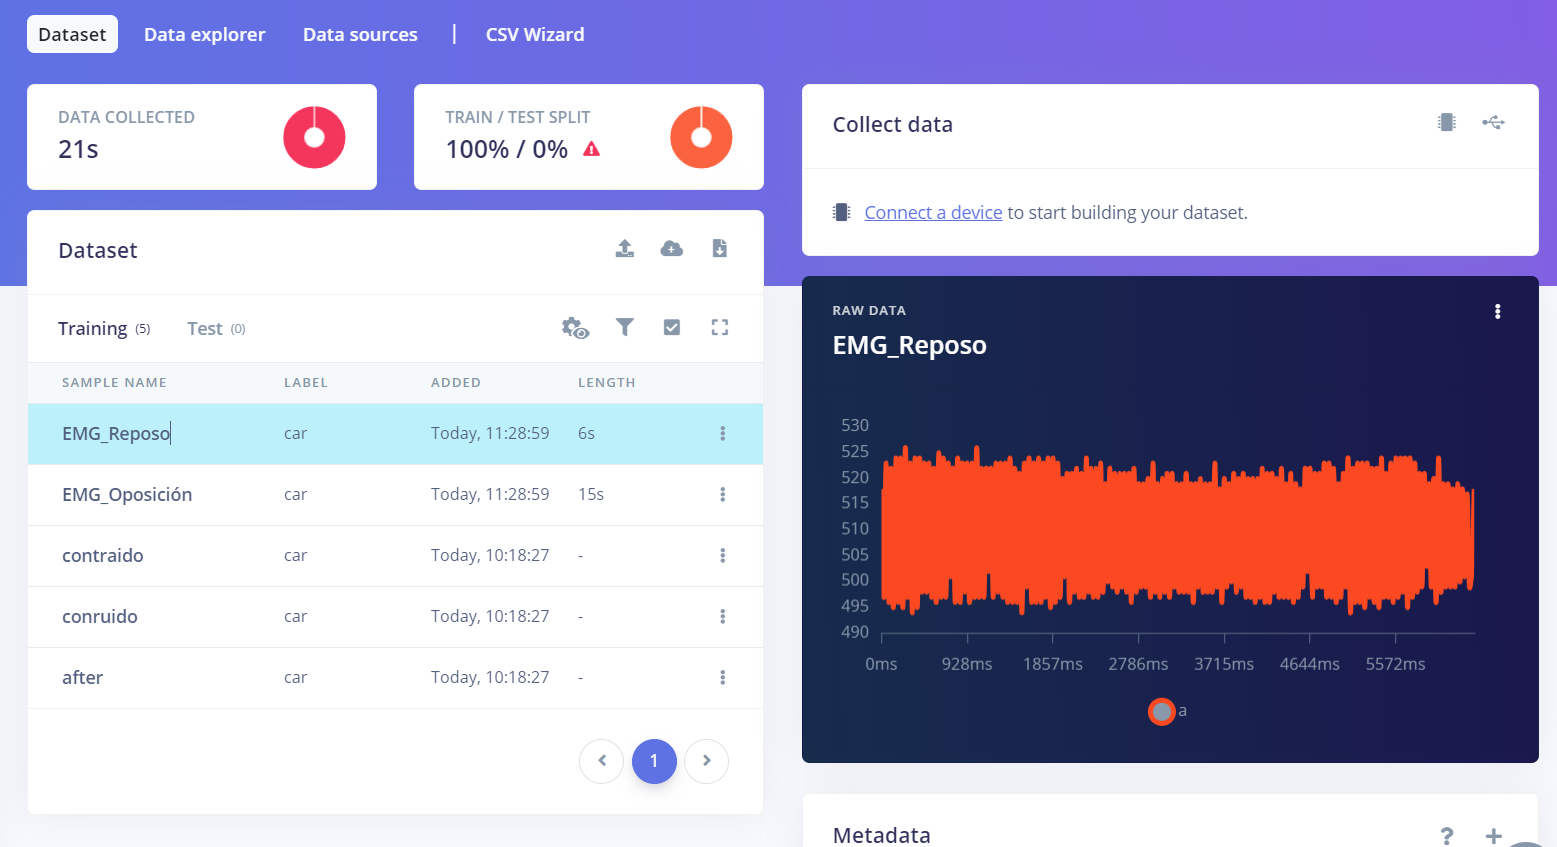 Dataset Data explorer Data sources | CSV Wizard
DATA COLLECTED
21s
TRAIN / TEST SPLIT
100% / 0%
Dataset
Training (5) Test (0)
SAMPLE NAME LABEL ADDED LENGTH
EMG_Reposo car Today, 11:28:59 6s
EMG_Oposición car Today, 11:28:59 15s
contraido car Today, 10:18:27 -
conruido car Today, 10:18:27 -
after car Today, 10:18:27 -
1
Collect data
Connect a device to start building your dataset.
RAW DATA
EMG_Reposo
530
525
520
515
510
505
500
495
490
0ms 928ms 1857ms 2786ms 3715ms 4644ms 5572ms
a
Metadata ? +